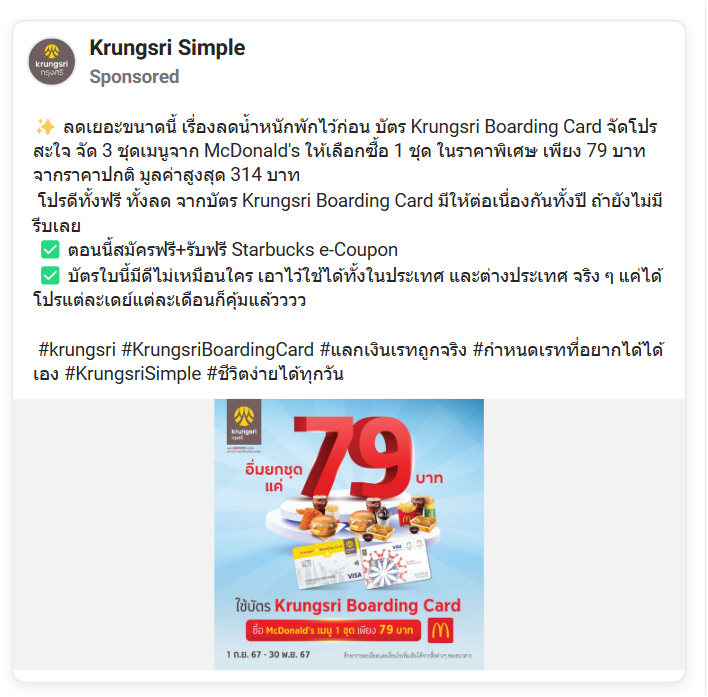 krungsri
กรุงศรี
Krungsri Simple
Sponsored
✨ ลดเยอะขนาดนี้ เรื่องลดน้ำหนักพักไว้ก่อน บัตร Krungsri Boarding Card จัดโปร
สะใจ จัด 3 ชุดเมนูจาก McDonald's ให้เลือกซื้อ 1 ชุด ในราคาพิเศษ เพียง 79 บาท
จากราคาปกติ มูลค่าสูงสุด 314 บาท
โปรดีทั้งฟรี ทั้งลด จากบัตร Krungsri Boarding Card มีให้ต่อเนื่องกันทั้งปี ถ้ายังไม่มี
รีบเลย
✅ ตอนนี้สมัครฟรี+รับฟรี Starbucks e-Coupon
✅ บัตรใบนี้มีดีไม่เหมือนใคร เอาไว้ใช้ได้ทั้งในประเทศ และต่างประเทศ จริง ๆ แค่ได้
โปรแต่ละเดย์แต่ละเดือนก็คุ้มแล้วววว
#krungsri #KrungsriBoardingCard #แลกเงินเรทถูกจริง #กำหนดเรทที่อยากได้ได้
เอง #KrungsriSimple #ชีวิตง่ายได้ทุกวัน
krungsri
กรุงศรี
อิ่มยกชุด
แค่
79
บาท
Boarding Card
VISA
VISA
ใช้บัตร Krungsri Boarding Card
ซื้อ McDonald's เมนู 1 ชุด เพียง 79 บาท
1 ก.ย. 67 - 30 พ.ย. 67